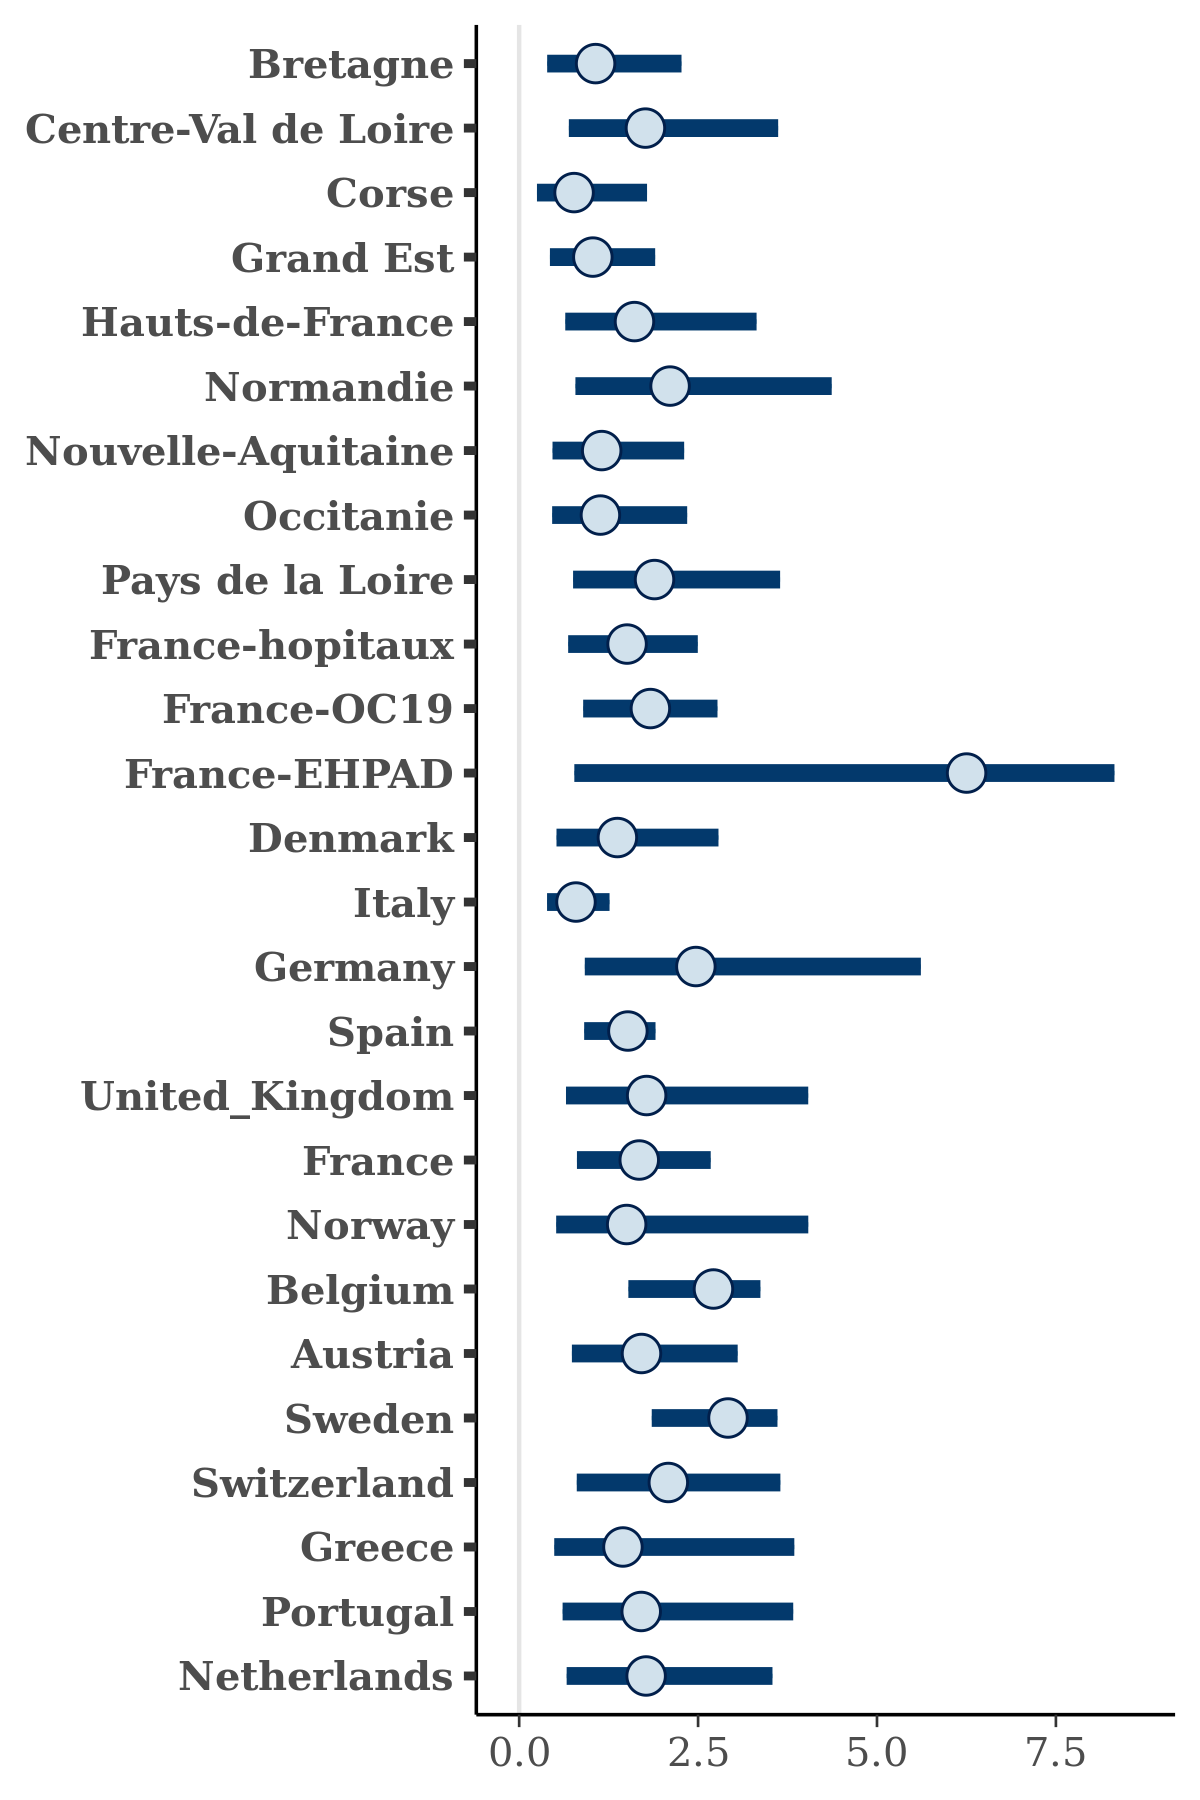 Bretagne
Centre-Val de Loire
Corse
Grand Est
Hauts-de-France
Normandie
Nouvelle-Aquitaine
Occitanie
Pays de la Loire
France-hopitaux
France-OC19
France-EHPAD
Denmark
Italy
Germany
Spain
United_Kingdom
France
Norway
Belgium
Austria
Sweden
Switzerland
Greece
Portugal
Netherlands
0.0 2.5 5.0 7.5